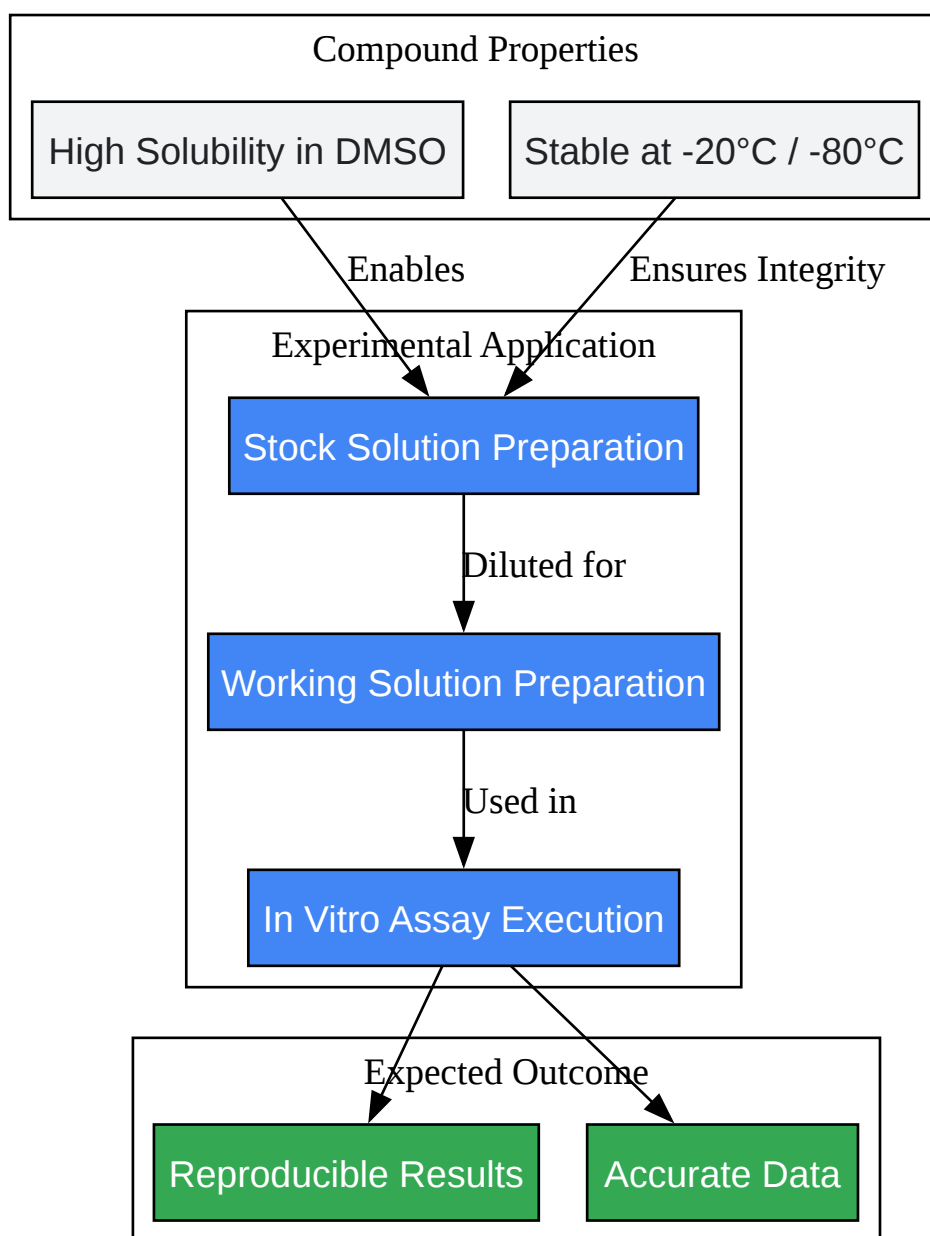 Compound Properties
High Solubility in DMSO
Stable at -20°C / -80°C
Enables
Ensures Integrity
Experimental Application
Stock Solution Preparation
Diluted for
Working Solution Preparation
Used in
In Vitro Assay Execution
Expected Outcome
Reproducible Results
Accurate Data